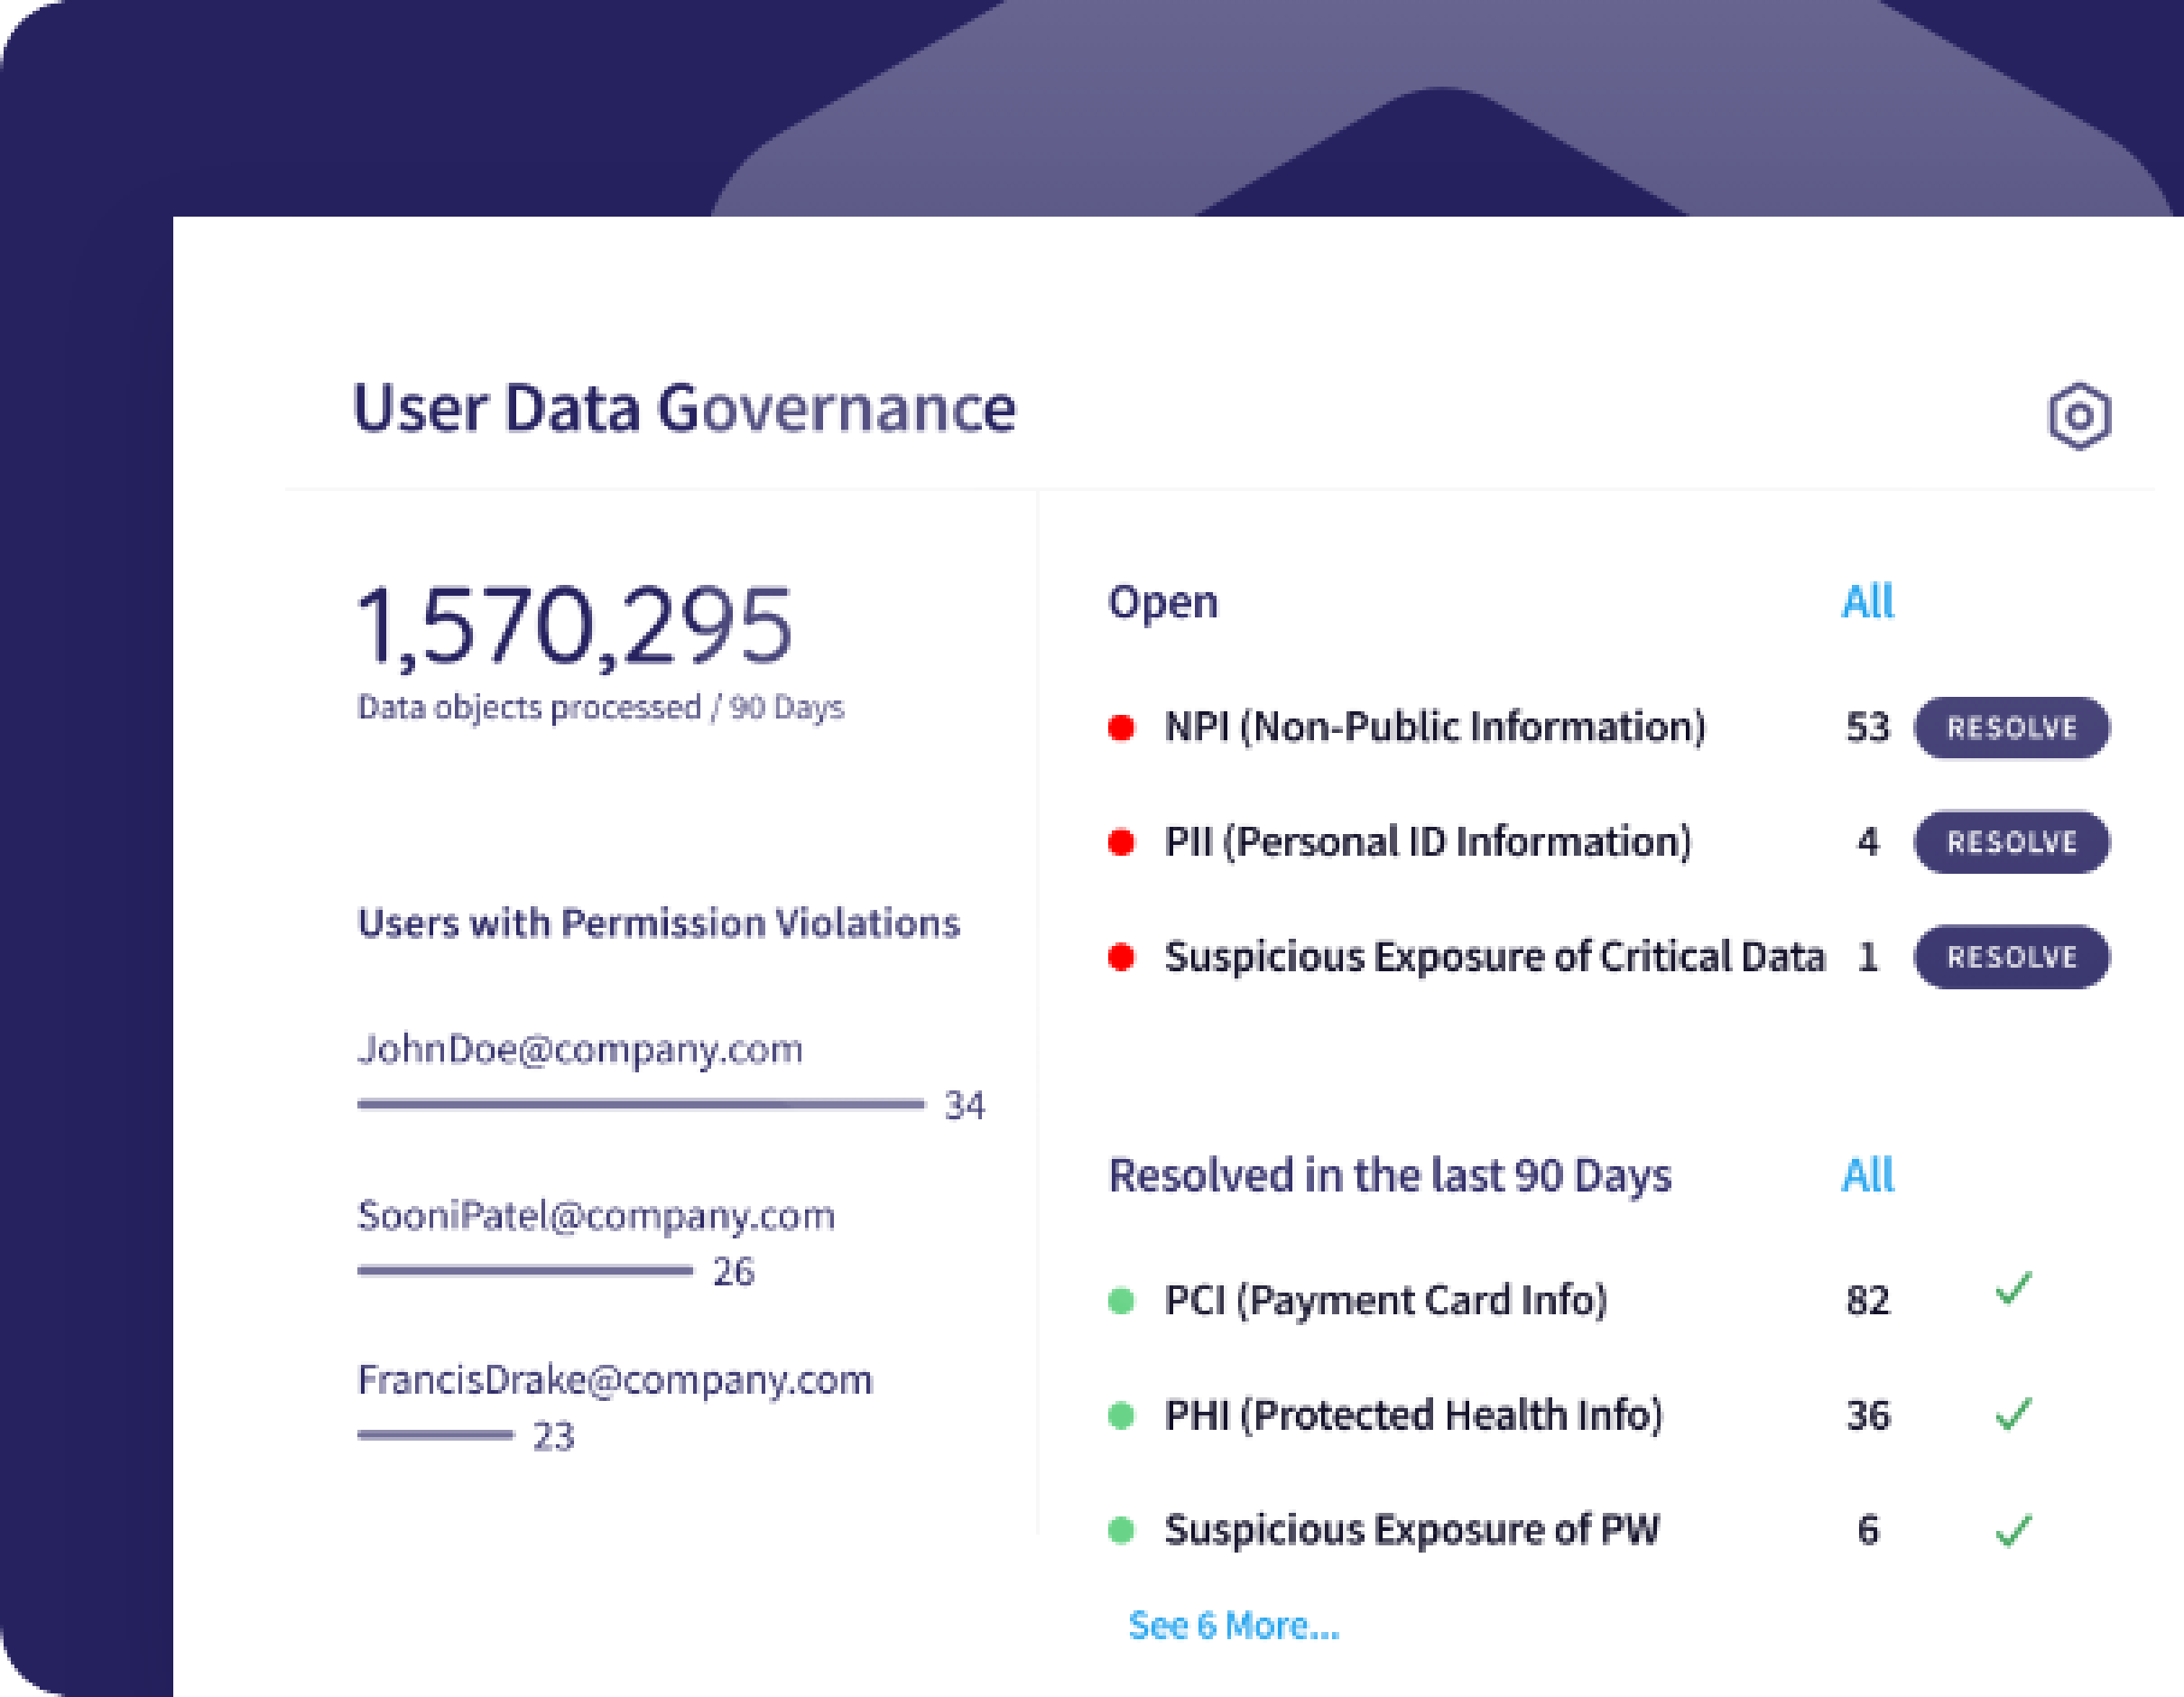 User Data Governance
1,570,295
Data objects processed / 90 Days
Users with Permission Violations
JohnDoe@company.com
34
SooniPatel@company.com
26
FrancisDrake@company.com
23
Open All
NPI (Non-Public Information) 53 RESOLVE
PII (Personal ID Information) 4 RESOLVE
Suspicious Exposure of Critical Data 1 RESOLVE
Resolved in the last 90 Days All
PCI (Payment Card Info) 82
PHI (Protected Health Info) 36
Suspicious Exposure of PW 6
See 6 More...